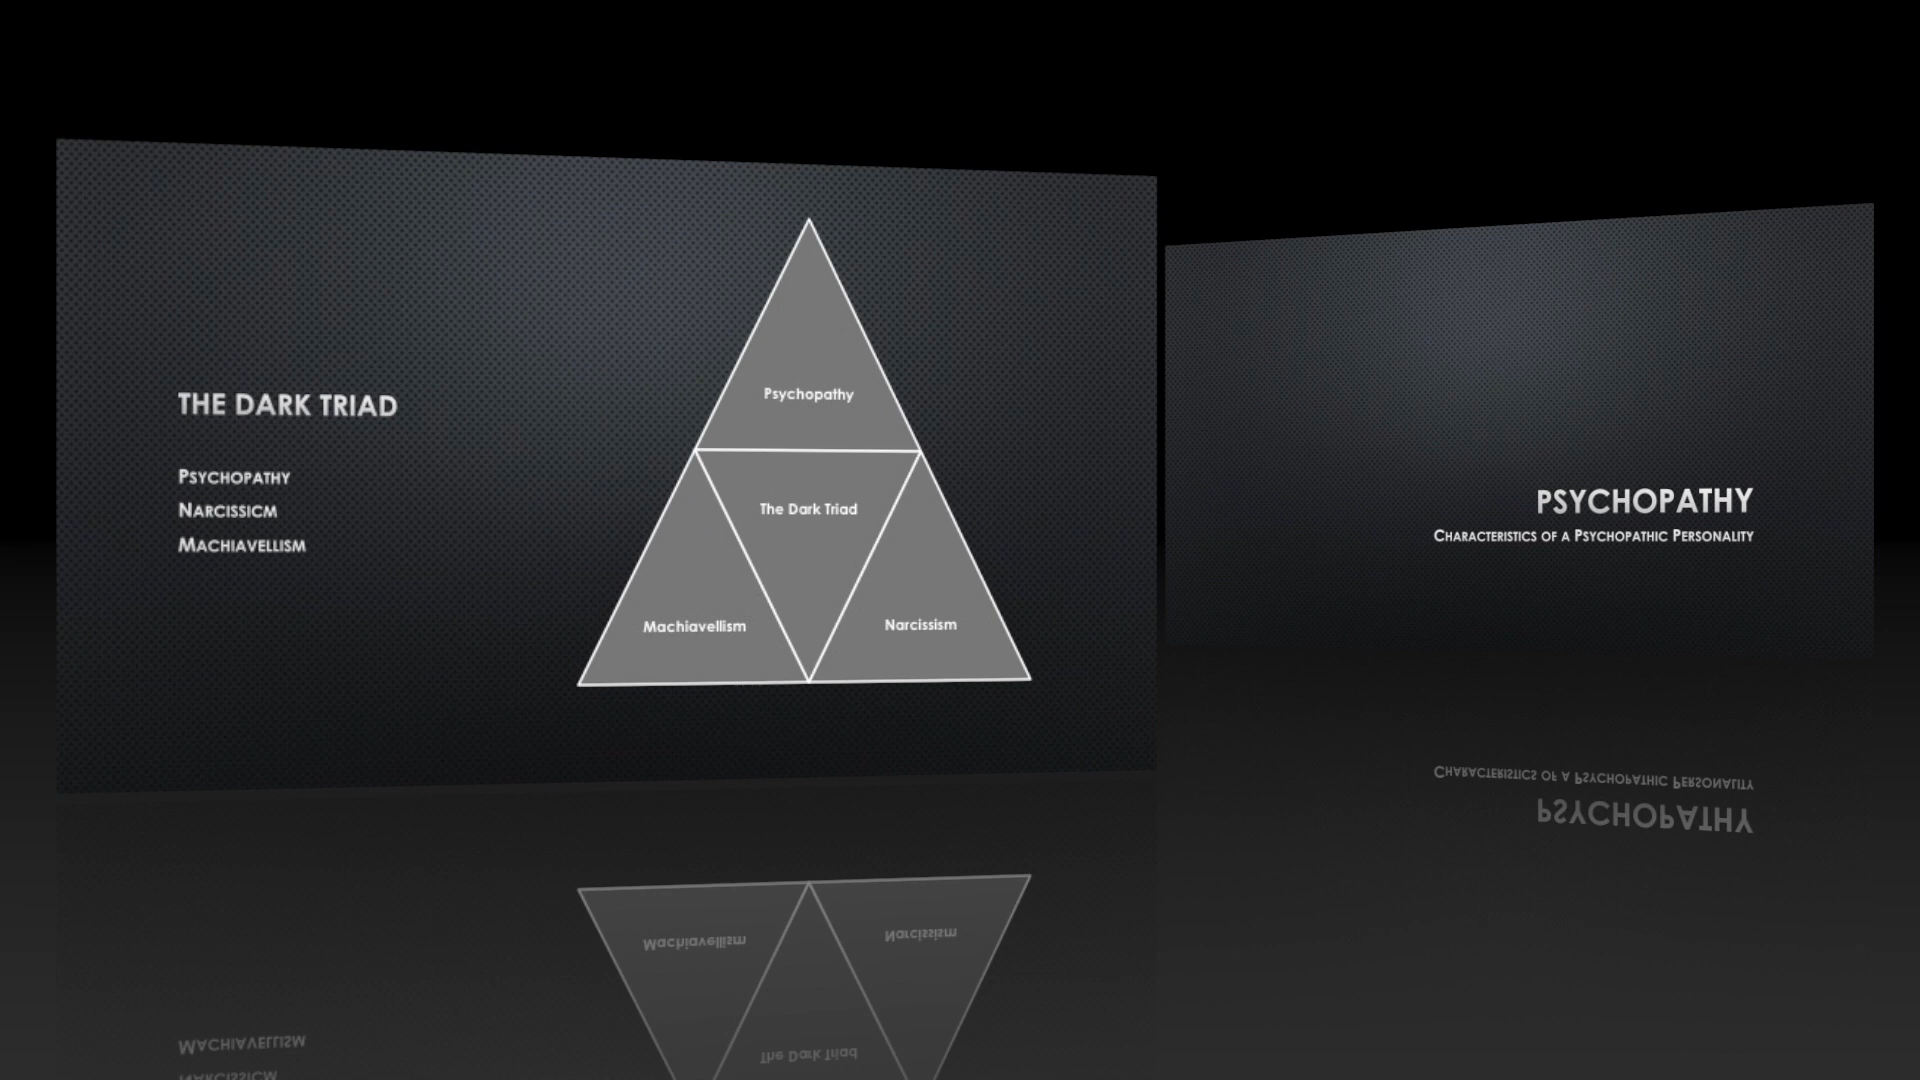 THE DARK TRIAD
PSYCHOPATHY
NARCISSICM
MACHIAVELLISM
Psychopathy
The Dark Triad
Machiavellism
Narcissism
PSYCHOPATHY
CHARACTERISTICS OF A PSYCHOPATHIC PERSONALITY